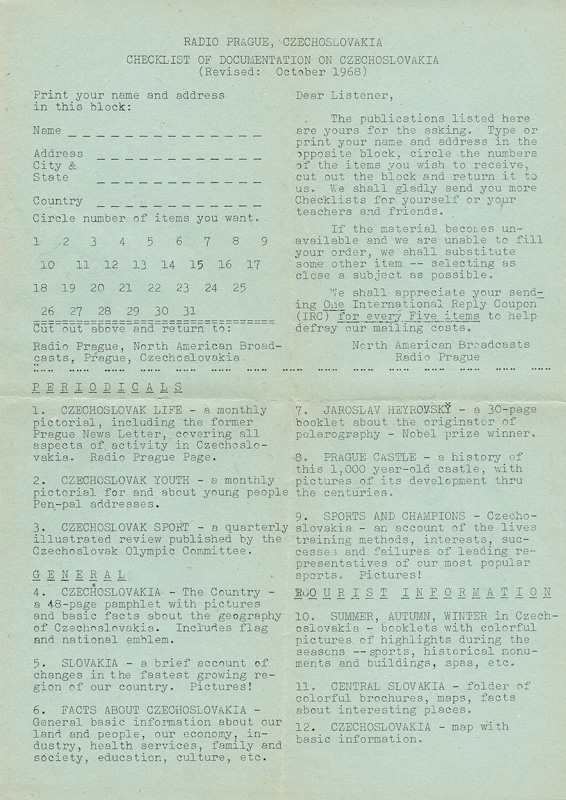 RADIO PRAGUE, CZECHOSLOVAKIA
CHECKLIST OF DOCUMENTATION ON CZECHOSLOVAKIA
(Revised: October 1968)
Print your name and address
in this block:
Name _ _ _ _ _ _ _ _ _ _ _ _ _
Address _ _ _ _ _ _ _ _ _ _ _ _
City &
State _ _ _ _ _ _ _ _ _ _ _ _
Country _ _ _ _ _ _ _ _ _ _ _
Circle number of items you want.
1 2 3 4 5 6 7 8 9
10 11 12 13 14 15 16 17
18 19 20 21 22 23 24 25
26 27 28 29 30 31
Cut out above and return to:
Radio Prague, North American Broad-
casts, Prague, Czechoslovakia
Dear Listener,
The publications listed here
are yours for the asking. Type or
print your name and address in the
opposite block, circle the numbers
of the items you wish to receive,
cut out the block and return it to
us. We shall gladly send you more
Checklists for yourself or your
teachers and friends.
If the material becomes un-
available and we are unable to fill
your order, we shall substitute
some other item -- selecting as
close a subject as possible.
We shall appreciate your send-
ing One International Reply Coupon
(IRC) for every Five items to help
defray our mailing costs.
North American Broadcasts
Radio Prague
P E R I O D I C A L S
1. CZECHOSLOVAK LIFE - a monthly
pictorial, including the former
Prague News Letter, covering all
aspects of activity in Czechoslo-
vakia. Radio Prague Page.
2. CZECHOSLOVAK YOUTH - a monthly
pictorial for and about young people
Pen-pal addresses.
3. CZECHOSLOVAK SPORT - a quarterly
illustrated review published by the
Czechoslovak Olympic Committee.
G E N E R A L
4. CZECHOSLOVAKIA - The Country -
a 48-page pamphlet with pictures
and basic facts about the geography
of Czechoslovakia. Includes flag
and national emblem.
5. SLOVAKIA - a brief account of
changes in the fastest growing re-
gion of our country. Pictures!
6. FACTS ABOUT CZECHOSLOVAKIA -
General basic information about our
land and people, our economy, in-
dustry, health services, family and
society, education, culture, etc.
7. JAROSLAV HEYROVSKÝ - a 30-page
booklet about the originator of
polarography - Nobel prize winner.
8. PRAGUE CASTLE - a history of
this 1,000 year-old castle, with
pictures of its development thru
the centuries.
9. SPORTS AND CHAMPIONS - Czecho-
slovakia - an account of the lives
training methods, interests, suc-
cesses and failures of leading re-
presentatives of our most popular
sports. Pictures!
T O U R I S T I N F O R M A T I O N
10. SUMMER, AUTUMN, WINTER in Czech-
oslovakia - booklets with colorful
pictures of highlights during the
seasons -- sports, historical monu-
ments and buildings, spas, etc.
11. CENTRAL SLOVAKIA - folder of
colorful brochures, maps, facts
about interesting places.
12. CZECHOSLOVAKIA - map with
basic information.